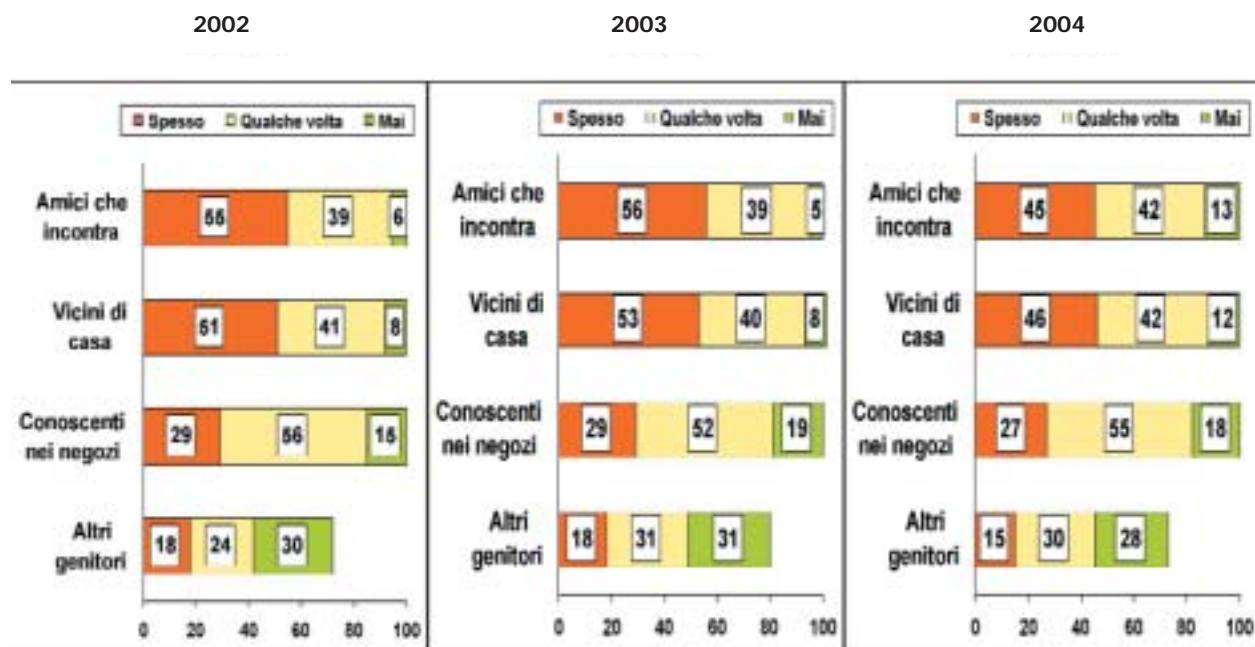 2002
2003
2004
Spesso Qualche volta Mai
Amici che
incontra
55 39 6
Vicini di
casa
51 41 8
Conoscenti
nei negozi
29 56 15
Altri
genitori
18 24 30
0 20 40 60 80 100
Spesso Qualche volta Mai
Amici che
incontra
56 39 5
Vicini di
casa
53 40 8
Conoscenti
nei negozi
29 52 19
Altri
genitori
18 31 31
0 20 40 60 80 100
Spesso Qualche volta Mai
Amici che
incontra
45 42 13
Vicini di
casa
46 42 12
Conoscenti
nei negozi
27 55 18
Altri
genitori
15 30 28
0 20 40 60 80 100